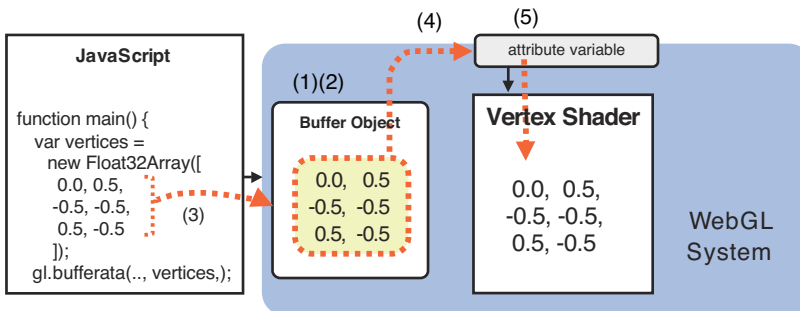 JavaScript
function main() {
var vertices =
new Float32Array([
0.0, 0.5,
-0.5, -0.5,
0.5, -0.5
]);
gl.bufferata(.., vertices,);
(3)
(1)(2)
Buffer Object
0.0, 0.5
-0.5, -0.5
0.5, -0.5
(4)
(5)
attribute variable
Vertex Shader
0.0, 0.5,
-0.5, -0.5,
0.5, -0.5
WebGL
System